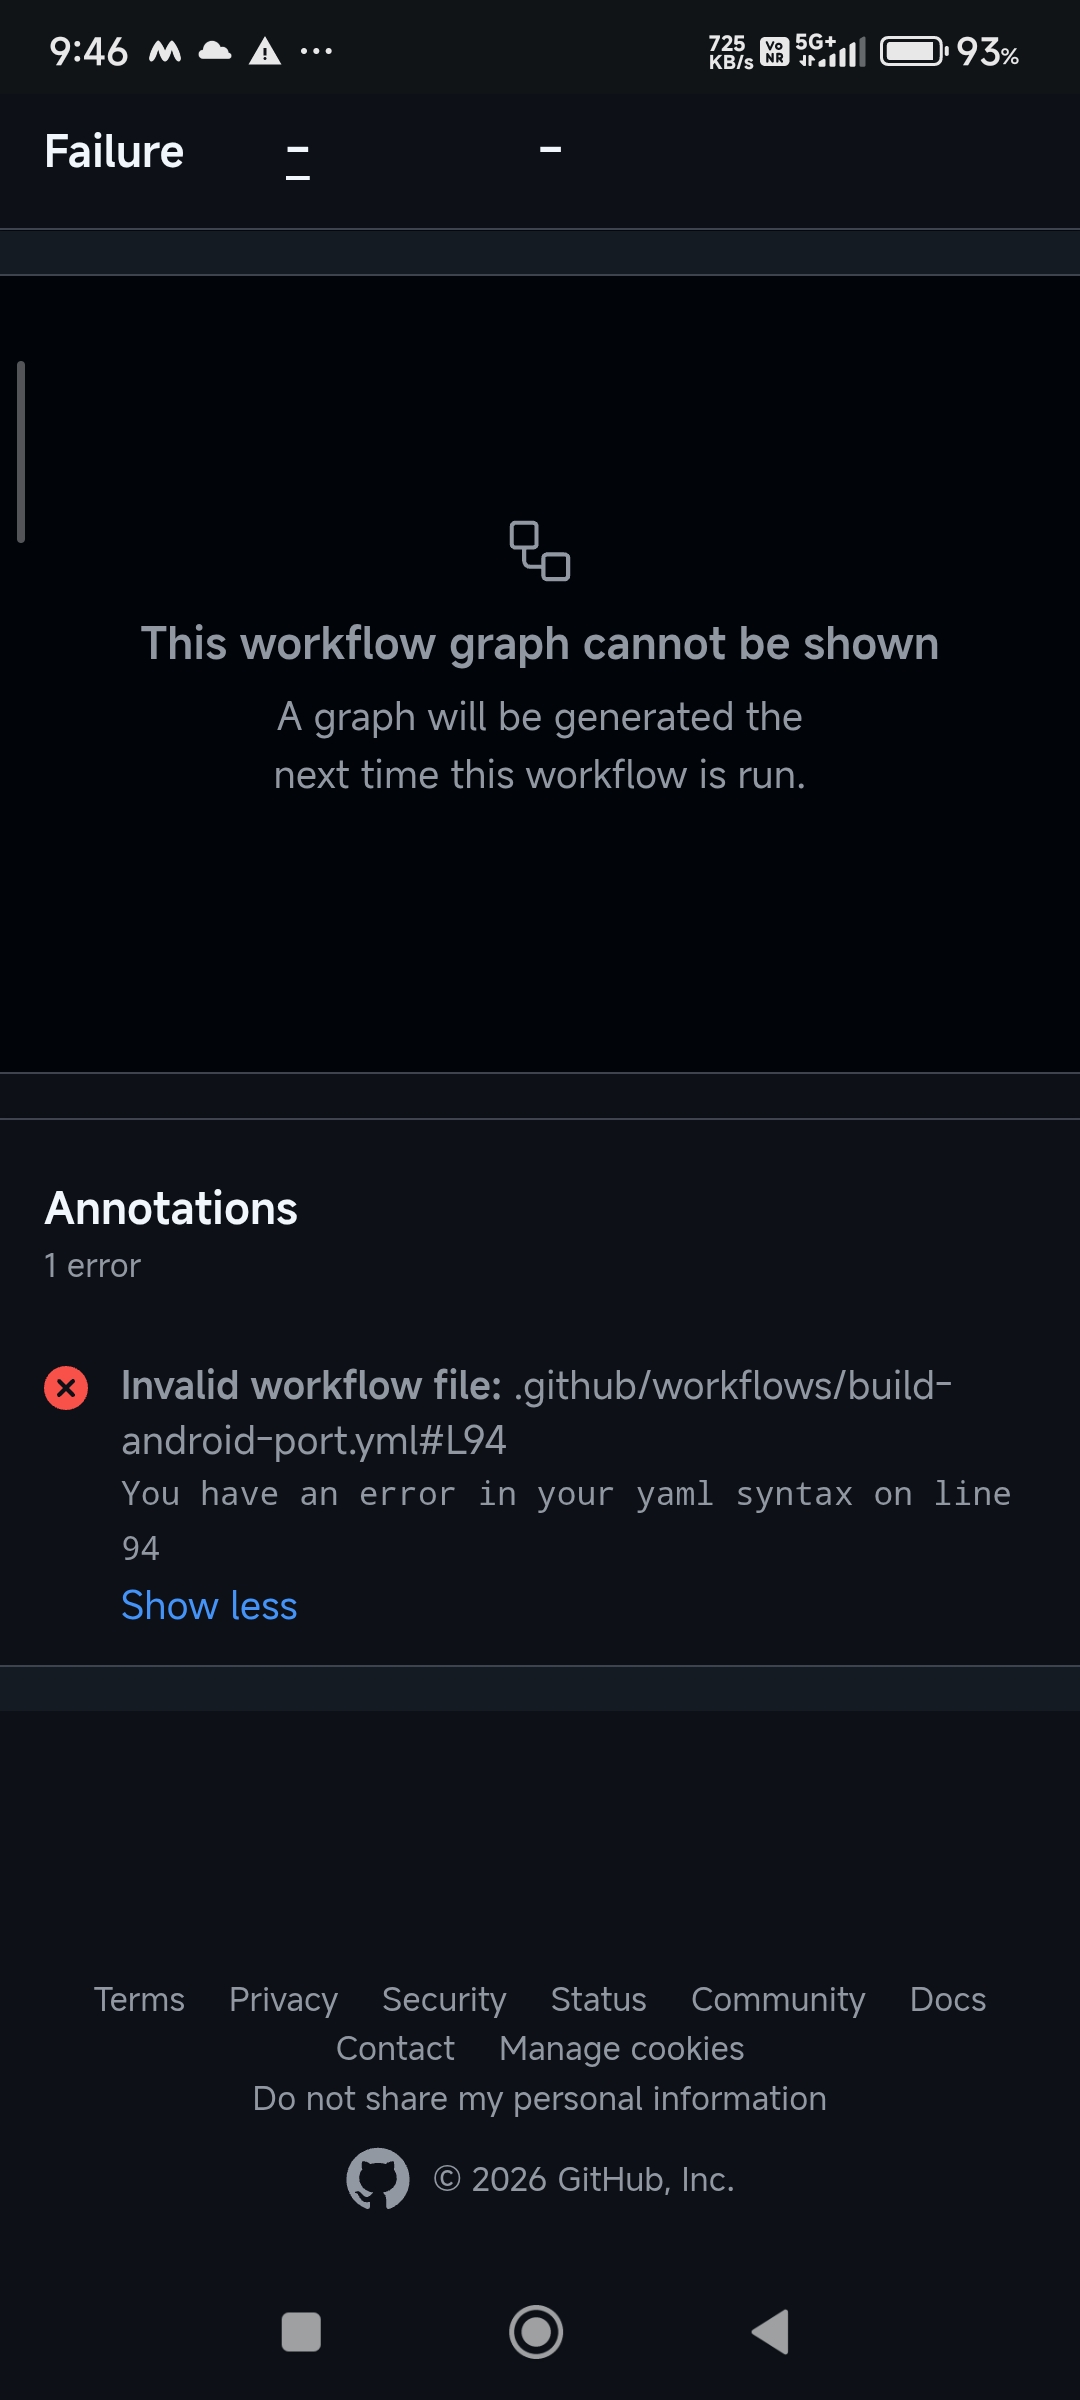 9:46 725 KB/s Vo NR 5G+ 93%
Failure – –
This workflow graph cannot be shown
A graph will be generated the
next time this workflow is run.
Annotations
1 error
Invalid workflow file: .github/workflows/build-
android-port.yml#L94
You have an error in your yaml syntax on line
94
Show less
Terms Privacy Security Status Community Docs
Contact Manage cookies
Do not share my personal information
© 2026 GitHub, Inc.